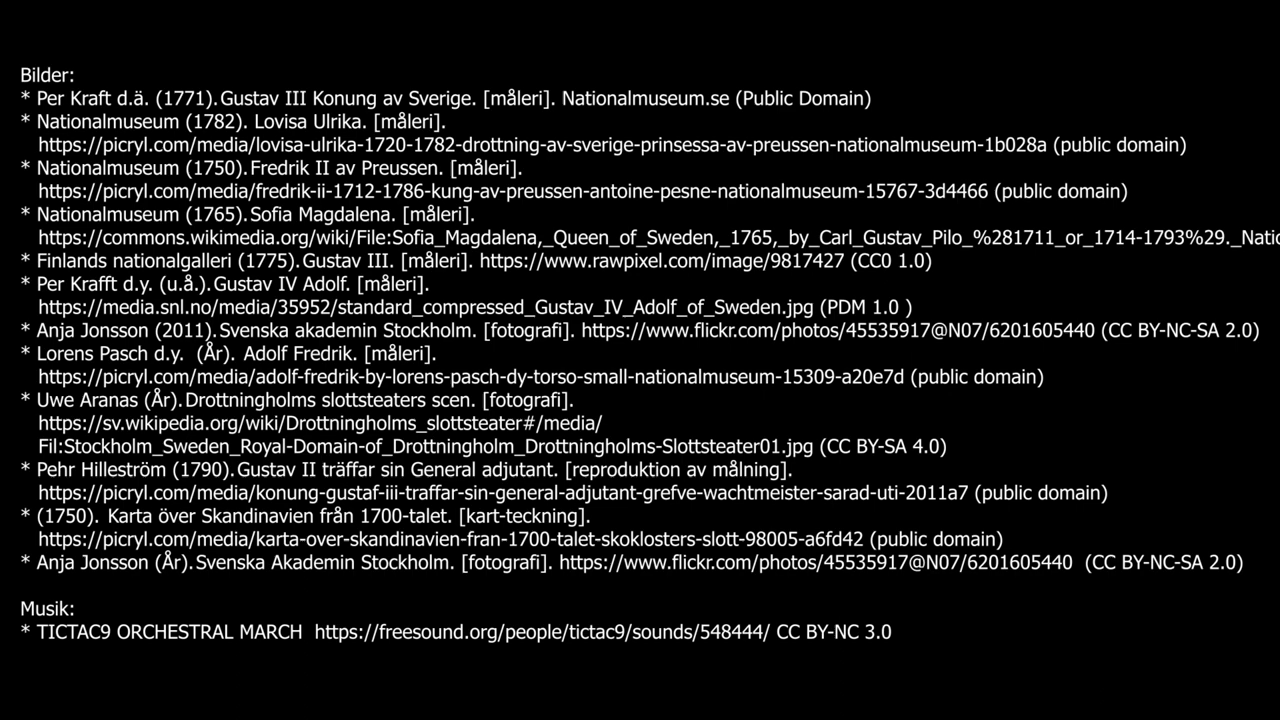 Bilder:
* Per Kraft d.ä. (1771). Gustav III Konung av Sverige. [måleri]. Nationalmuseum.se (Public Domain)
* Nationalmuseum (1782). Lovisa Ulrika. [måleri].
https://picryl.com/media/lovisa-ulrika-1720-1782-drottning-av-sverige-prinsessa-av-preussen-nationalmuseum-1b028a (public domain)
* Nationalmuseum (1750). Fredrik II av Preussen. [måleri].
https://picryl.com/media/fredrik-ii-1712-1786-kung-av-preussen-antoine-pesne-nationalmuseum-15767-3d4466 (public domain)
* Nationalmuseum (1765). Sofia Magdalena. [måleri].
https://commons.wikimedia.org/wiki/File:Sofia_Magdalena,_Queen_of_Sweden,_1765,_by_Carl_Gustav_Pilo_%281711_or_1714-1793%29._Natio
* Finlands nationalgalleri (1775). Gustav III. [måleri]. https://www.rawpixel.com/image/9817427 (CC0 1.0)
* Per Krafft d.y. (u.å.). Gustav IV Adolf. [måleri].
https://media.snl.no/media/35952/standard_compressed_Gustav_IV_Adolf_of_Sweden.jpg (PDM 1.0 )
* Anja Jonsson (2011). Svenska akademin Stockholm. [fotografi]. https://www.flickr.com/photos/45535917@N07/6201605440 (CC BY-NC-SA 2.0)
* Lorens Pasch d.y. (År). Adolf Fredrik. [måleri].
https://picryl.com/media/adolf-fredrik-by-lorens-pasch-dy-torso-small-nationalmuseum-15309-a20e7d (public domain)
* Uwe Aranas (År). Drottningholms slottsteaters scen. [fotografi].
https://sv.wikipedia.org/wiki/Drottningholms_slottsteater#/media/
Fil:Stockholm_Sweden_Royal-Domain-of_Drottningholm_Drottningholms-Slottsteater01.jpg (CC BY-SA 4.0)
* Pehr Hilleström (1790). Gustav II träffar sin General adjutant. [reproduktion av målning].
https://picryl.com/media/konung-gustaf-iii-traffar-sin-general-adjutant-grefve-wachtmeister-sarad-uti-2011a7 (public domain)
* (1750). Karta över Skandinavien från 1700-talet. [kart-teckning].
https://picryl.com/media/karta-over-skandinavien-fran-1700-talet-skoklosters-slott-98005-a6fd42 (public domain)
* Anja Jonsson (År). Svenska Akademin Stockholm. [fotografi]. https://www.flickr.com/photos/45535917@N07/6201605440 (CC BY-NC-SA 2.0)
Musik:
* TICTAC9 ORCHESTRAL MARCH https://freesound.org/people/tictac9/sounds/548444/ CC BY-NC 3.0